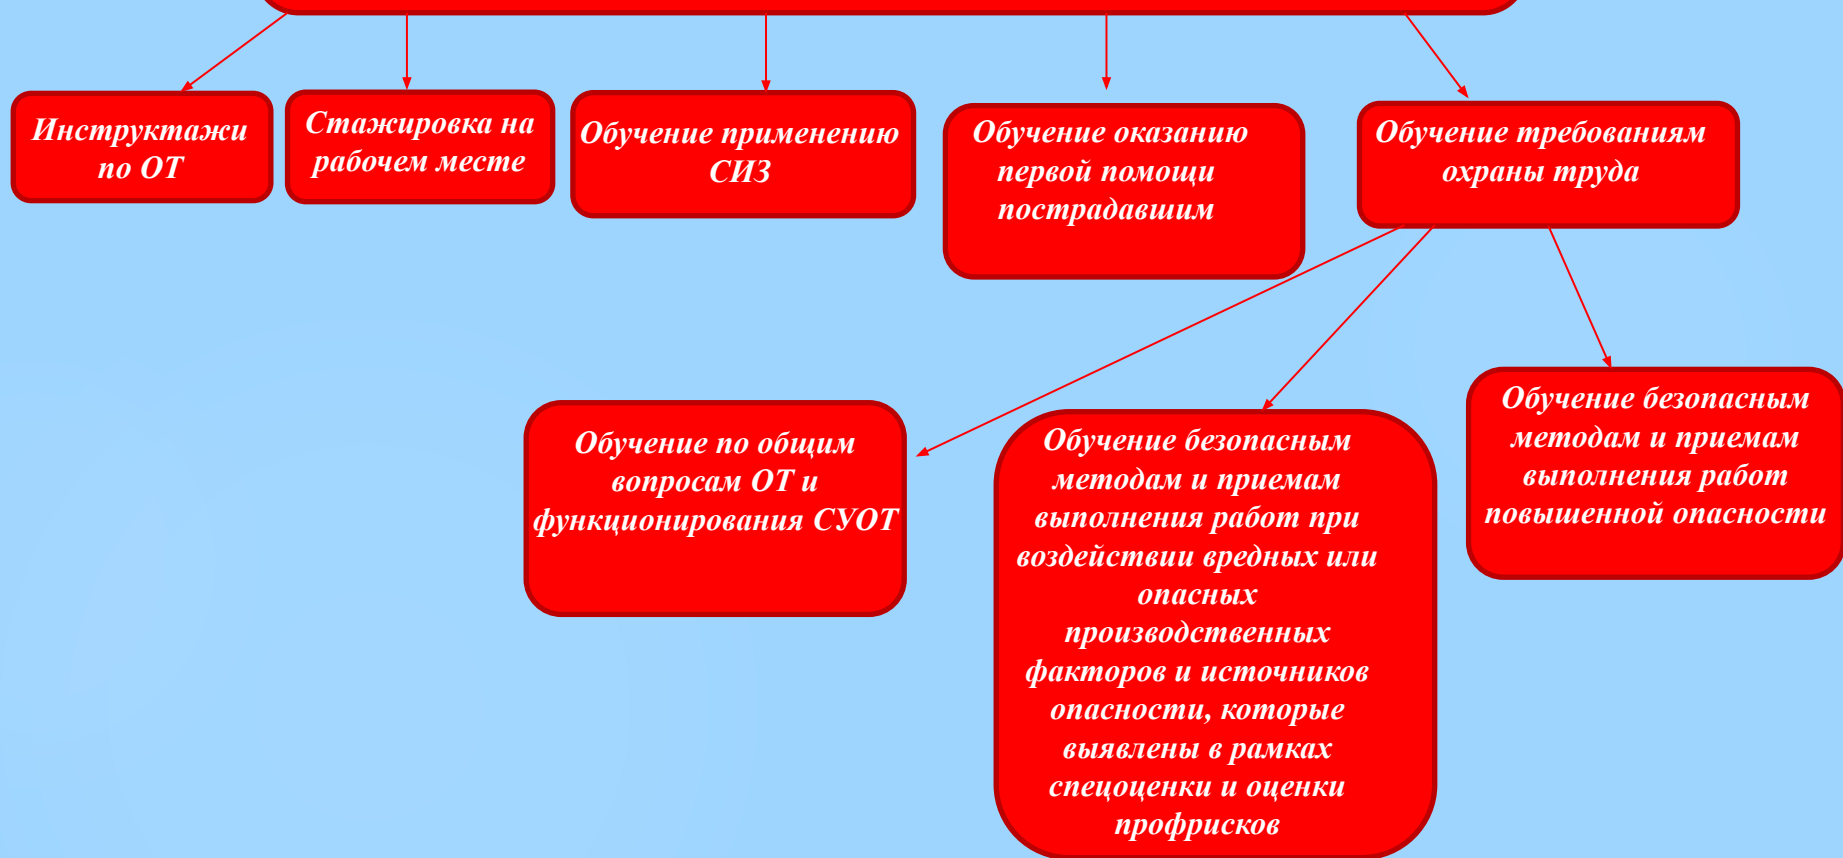 Инструктажи
по ОТ
Стажировка на
рабочем месте
Обучение применению
СИЗ
Обучение оказанию
первой помощи
пострадавшим
Обучение требованиям
охраны труда
Обучение по общим
вопросам ОТ и
функционирования СУОТ
Обучение безопасным
методам и приемам
выполнения работ при
воздействии вредных или
опасных
производственных
факторов и источников
опасности, которые
выявлены в рамках
спецоценки и оценки
профрисков
Обучение безопасным
методам и приемам
выполнения работ
повышенной опасности